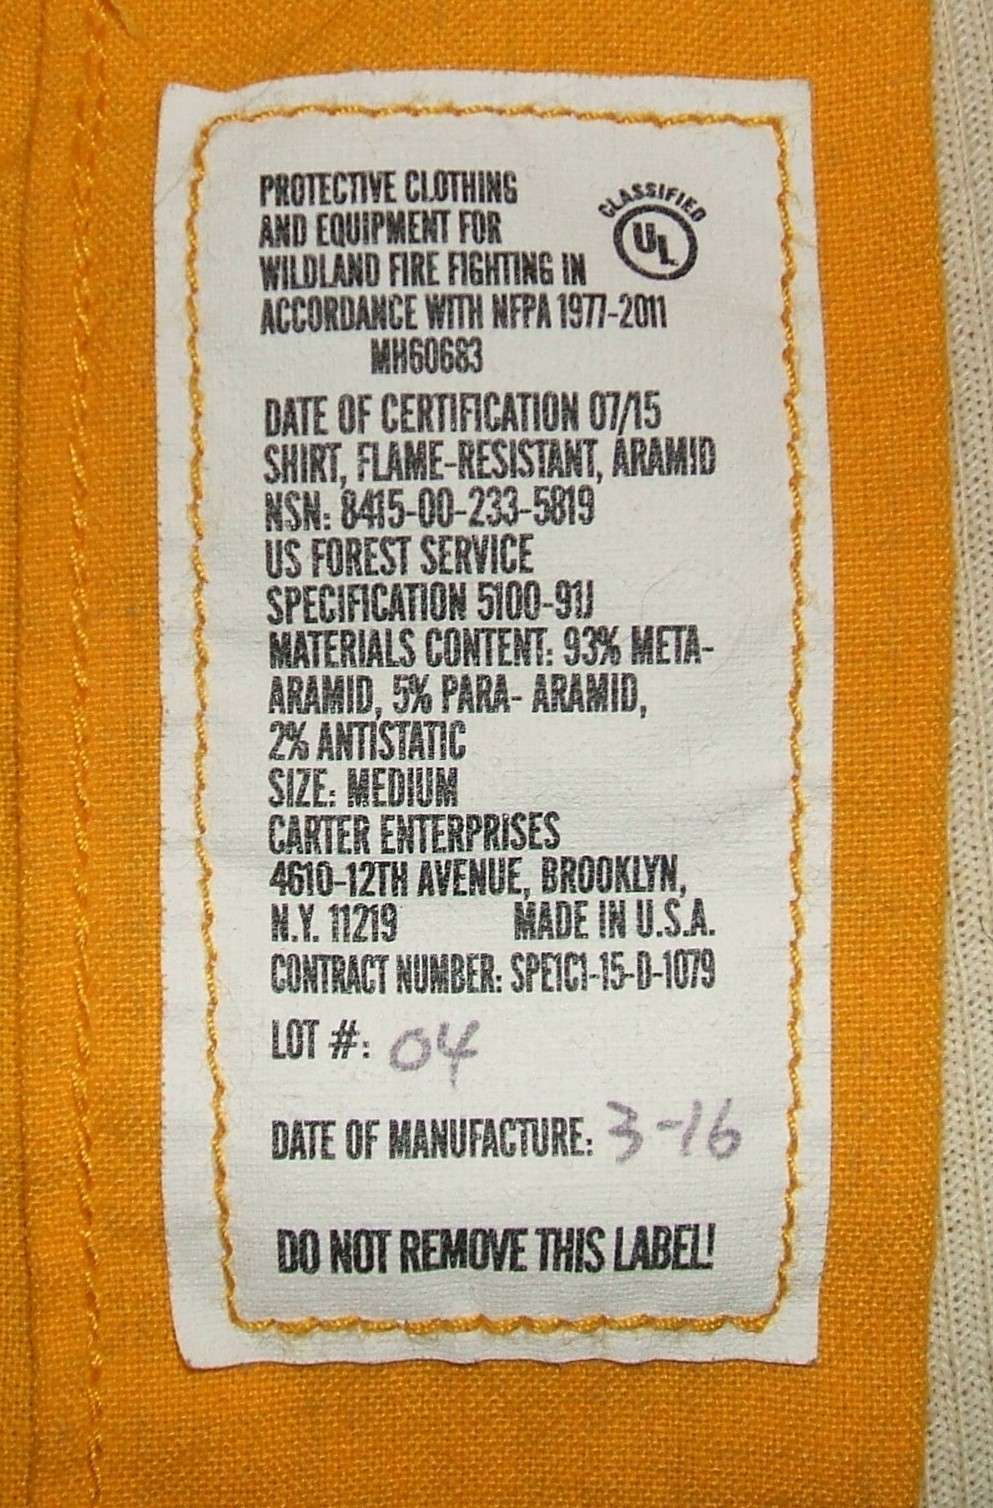 PROTECTIVE CLOTHING
AND EQUIPMENT FOR
WILDLAND FIRE FIGHTING IN
ACCORDANCE WITH NFPA 1977-2011
MH60683
CLASSIFIED
UL
DATE OF CERTIFICATION 07/15
SHIRT, FLAME-RESISTANT, ARAMID
NSN: 8415-00-233-5819
US FOREST SERVICE
SPECIFICATION 5100-91J
MATERIALS CONTENT: 93% META-
ARAMID, 5% PARA- ARAMID,
2% ANTISTATIC
SIZE: MEDIUM
CARTER ENTERPRISES
4610-12TH AVENUE, BROOKLYN,
N.Y. 11219 MADE IN U.S.A.
CONTRACT NUMBER: SPE1C1-15-D-1079
LOT #: 04
DATE OF MANUFACTURE: 3-16
DO NOT REMOVE THIS LABEL!